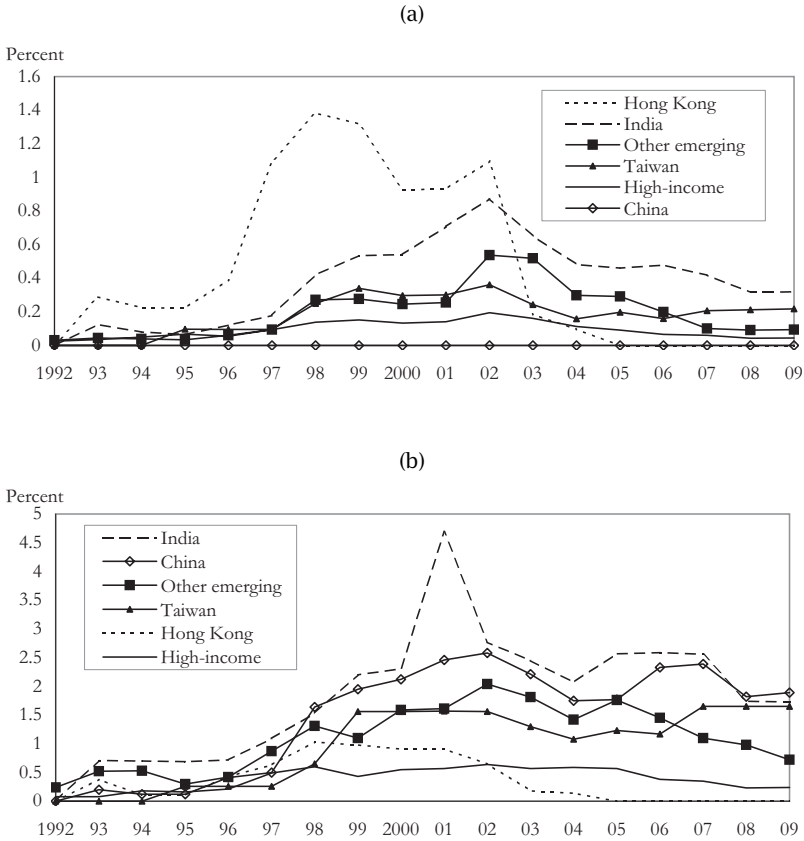 (a)
Percent
1.6
1.4
1.2
1
0.8
0.6
0.4
0.2
0
Hong Kong
India
Other emerging
Taiwan
High-income
China
1992 93 94 95 96 97 98 99 2000 01 02 03 04 05 06 07 08 09
(b)
Percent
5
4.5
4
3.5
3
2.5
2
1.5
1
0.5
0
India
China
Other emerging
Taiwan
Hong Kong
High-income
1992 93 94 95 96 97 98 99 2000 01 02 03 04 05 06 07 08 09